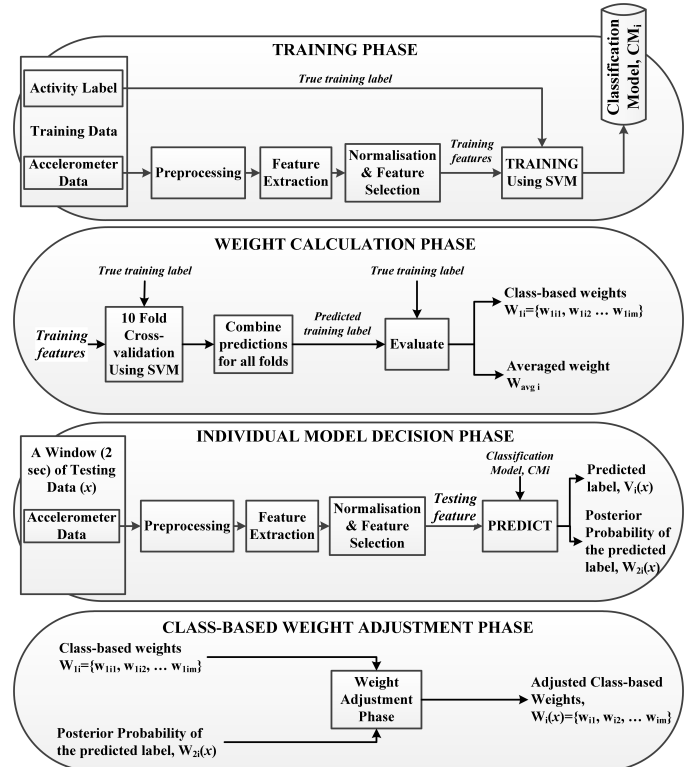 TRAINING PHASE
Classification
Model, CMi
Activity Label
True training label
Training Data
Accelerometer
Data
Preprocessing
Feature
Extraction
Normalisation
& Feature
Selection
Training
features
TRAINING
Using SVM
WEIGHT CALCULATION PHASE
True training label
True training label
Training
features
10 Fold
Cross-
validation
Using SVM
Combine
predictions
for all folds
Predicted
training label
Evaluate
Class-based weights
W1i={w1i1, w1i2 … w1im}
Averaged weight
Wavg i
INDIVIDUAL MODEL DECISION PHASE
A Window (2
sec) of Testing
Data (x)
Accelerometer
Data
Preprocessing
Feature
Extraction
Normalisation
& Feature
Selection
Testing
feature
Classification
Model, CMi
PREDICT
Predicted
label, Vi(x)
Posterior
Probability of
the predicted
label, W2i(x)
CLASS-BASED WEIGHT ADJUSTMENT PHASE
Class-based weights
W1i={w1i1, w1i2, … w1im}
Posterior Probability of
the predicted label, W2i(x)
Weight
Adjustment
Phase
Adjusted Class-based
Weights,
Wi(x)={wi1, wi2, … wim}